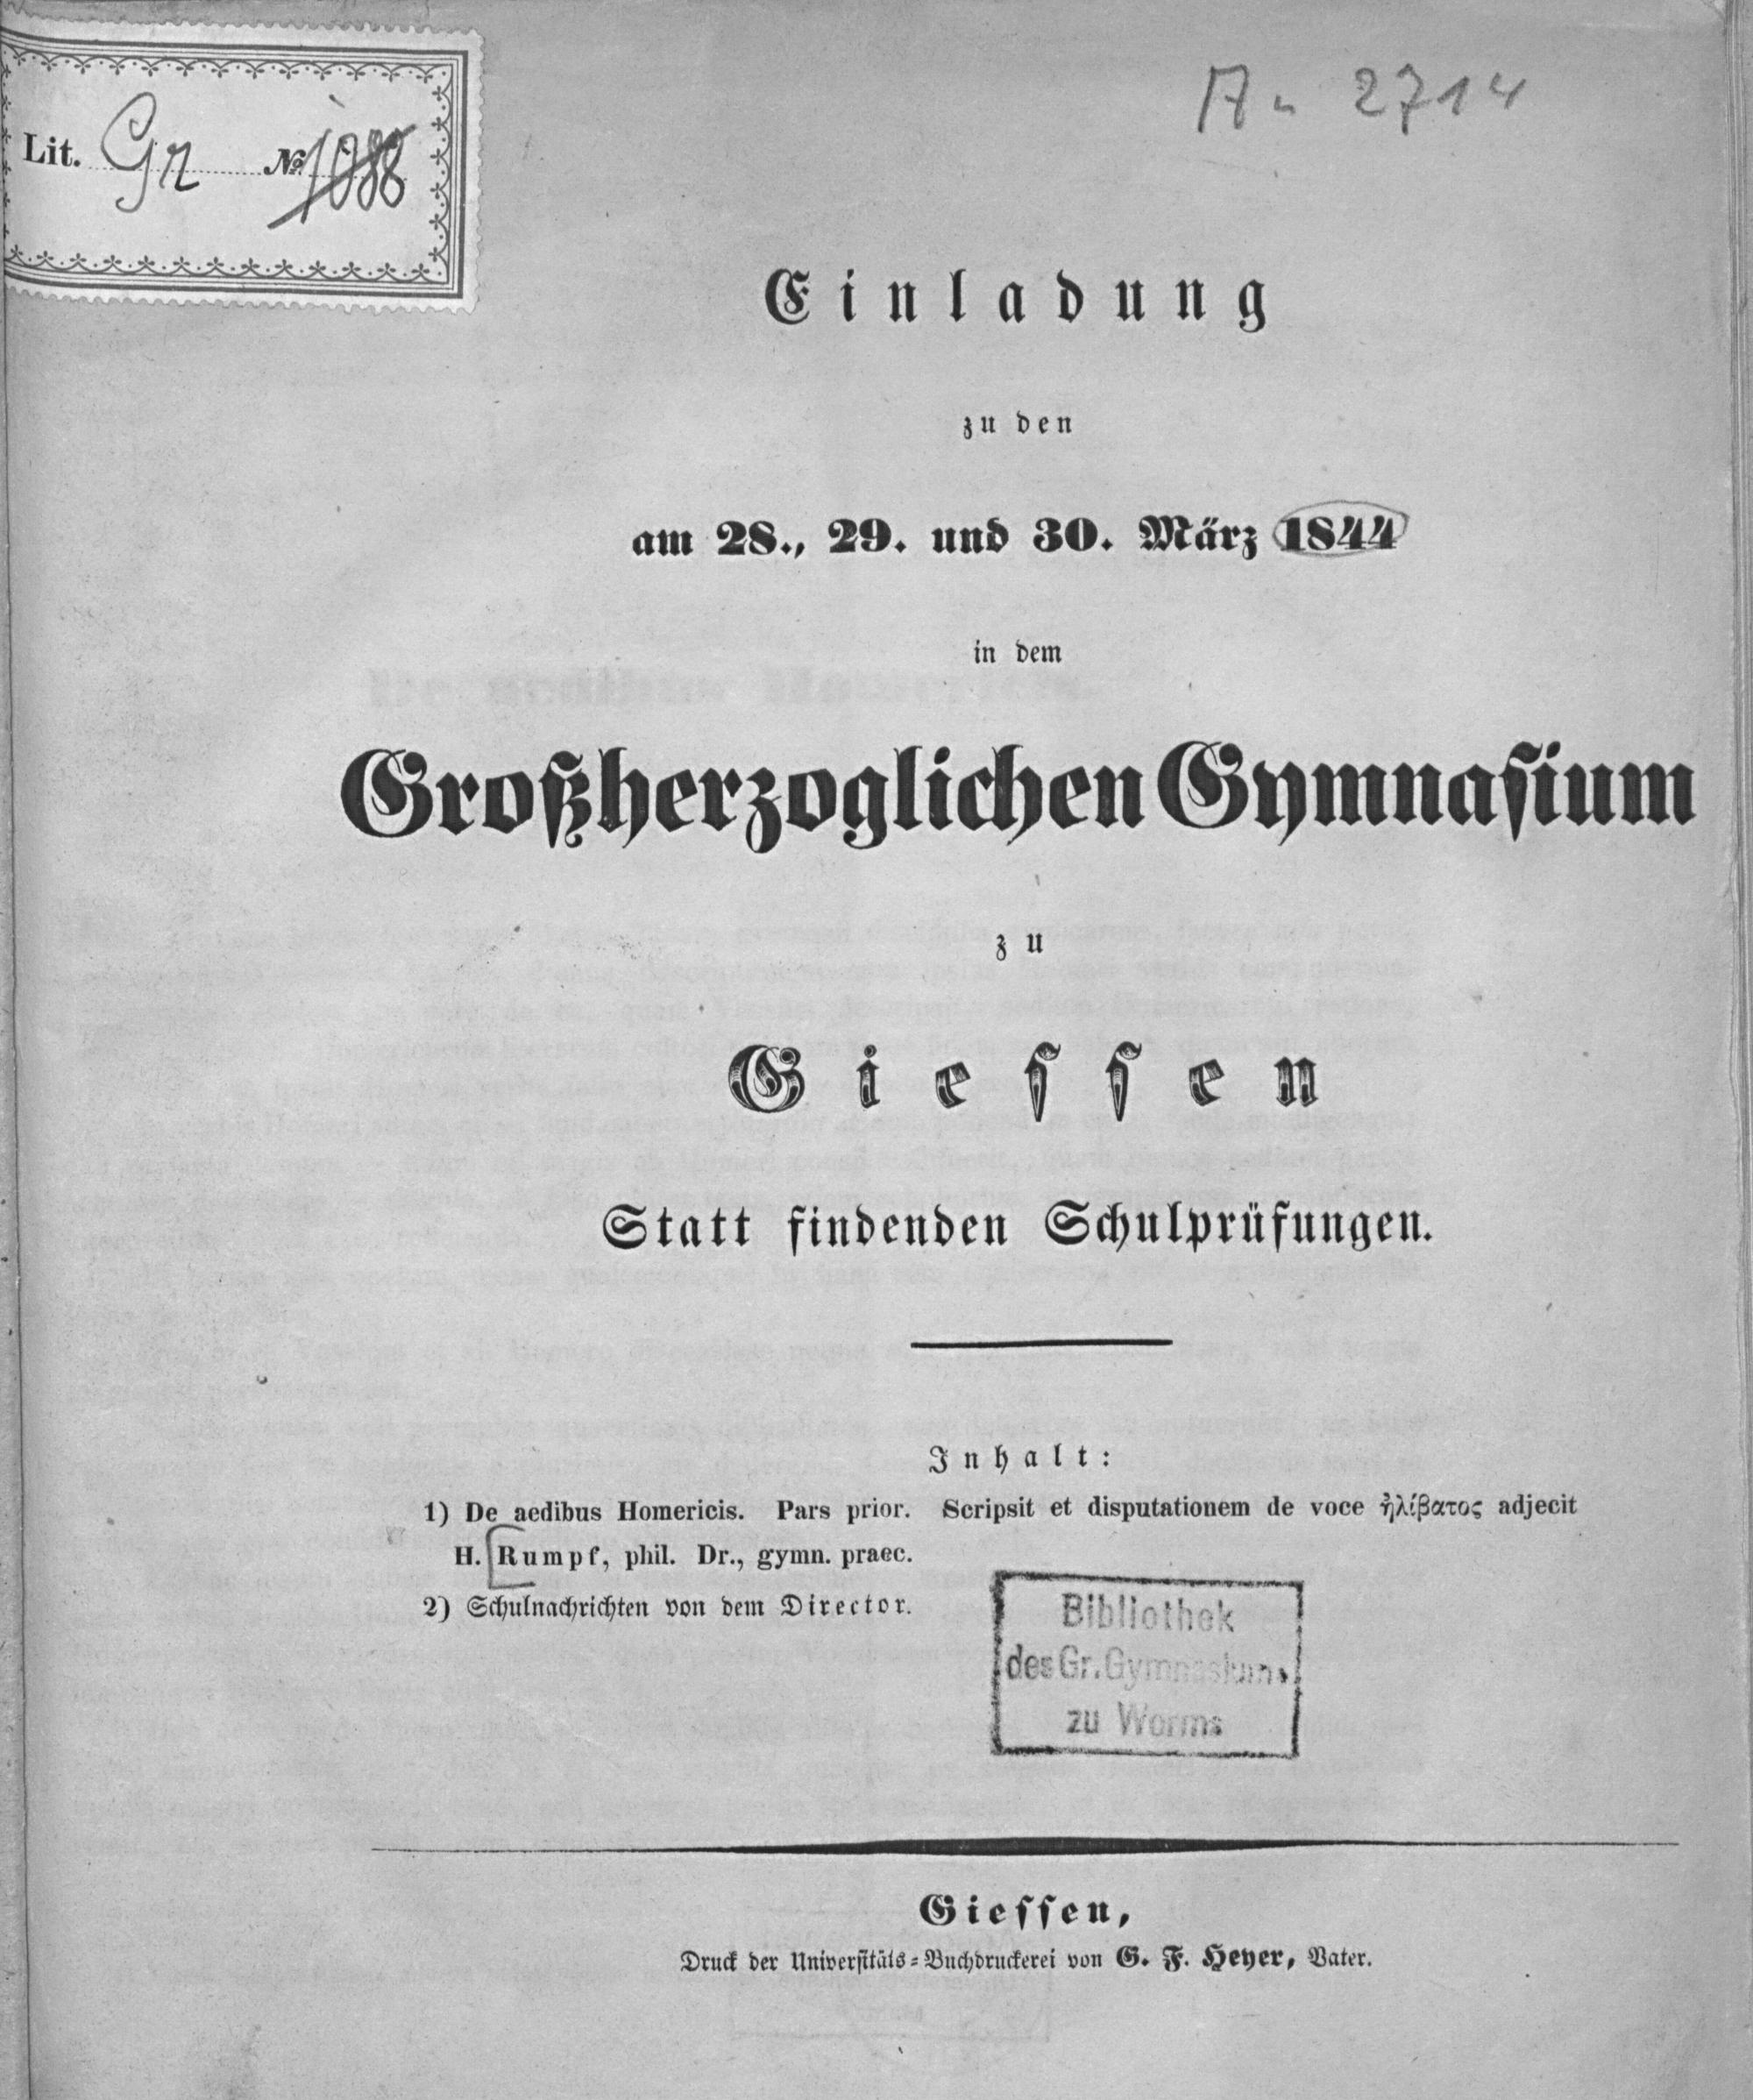 Lit. Gr No. 1088
A n 2714
Einladung
zu den
am 28., 29. und 30. März 1844
in dem
Großherzoglichen Gymnasium
zu
Giessen
Statt findenden Schulprüfungen.
Inhalt:
1) De aedibus Homericis. Pars prior. Scripsit et disputationem de voce ἠλίβατος adjecit
H. Rumpf, phil. Dr., gymn. praec.
2) Schulnachrichten von dem Director.
Bibliothek
des Gr. Gymnasiums
zu Worms
Giessen,
Druck der Universitäts-Buchdruckerei von G. F. Heyer, Vater.